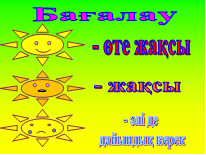 Бағалау
- өте жақсы
- жақсы
- әлі де
дайындық керек